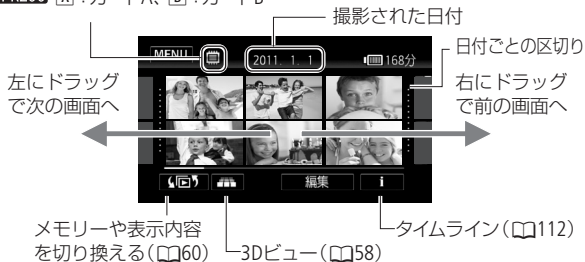 A：カードA、B：カードB
撮影された日付
MENU
2011. 1. 1
168分
日付ごとの区切り
左にドラッグ
で次の画面へ
右にドラッグ
で前の画面へ
編集
i
メモリーや表示内容
を切り換える（60）
3Dビュー（58）
タイムライン（112）